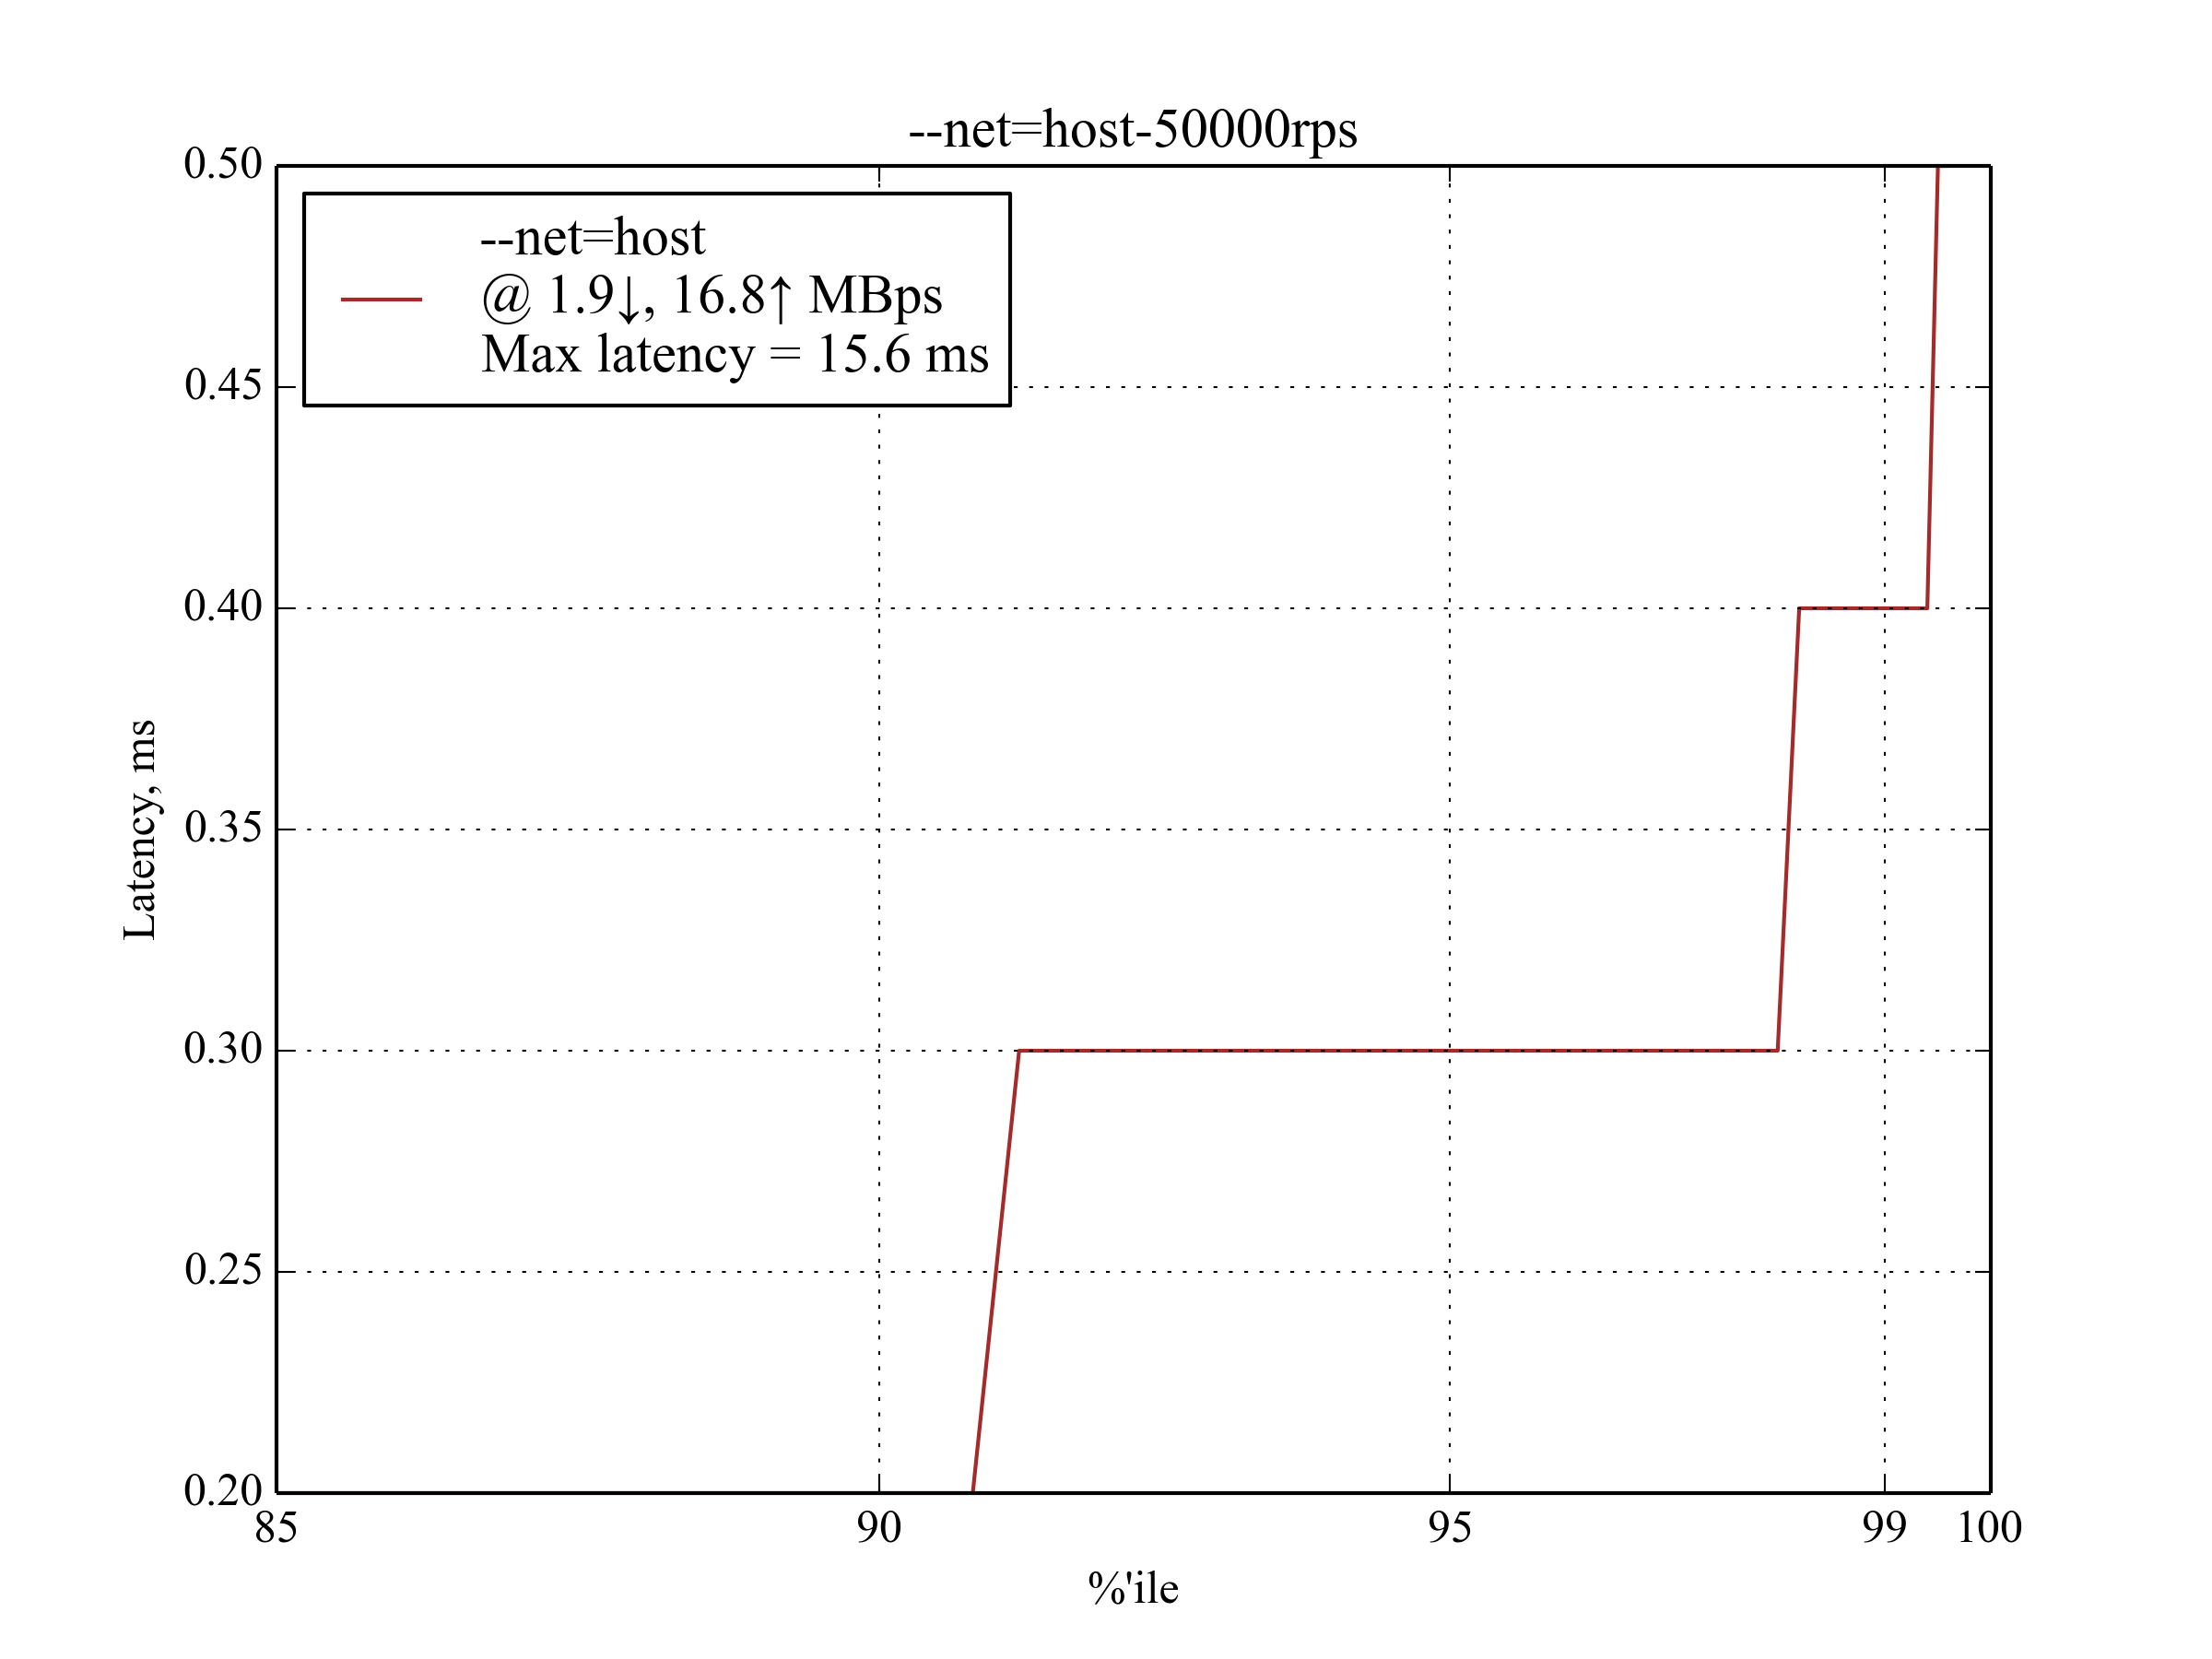 --net=host-50000rps
--net=host
@ 1.9↓, 16.8↑ MBps
Max latency = 15.6 ms
0.50
0.45
0.40
0.35
0.30
0.25
0.20
Latency, ms
85 90 95 99 100
%'ile